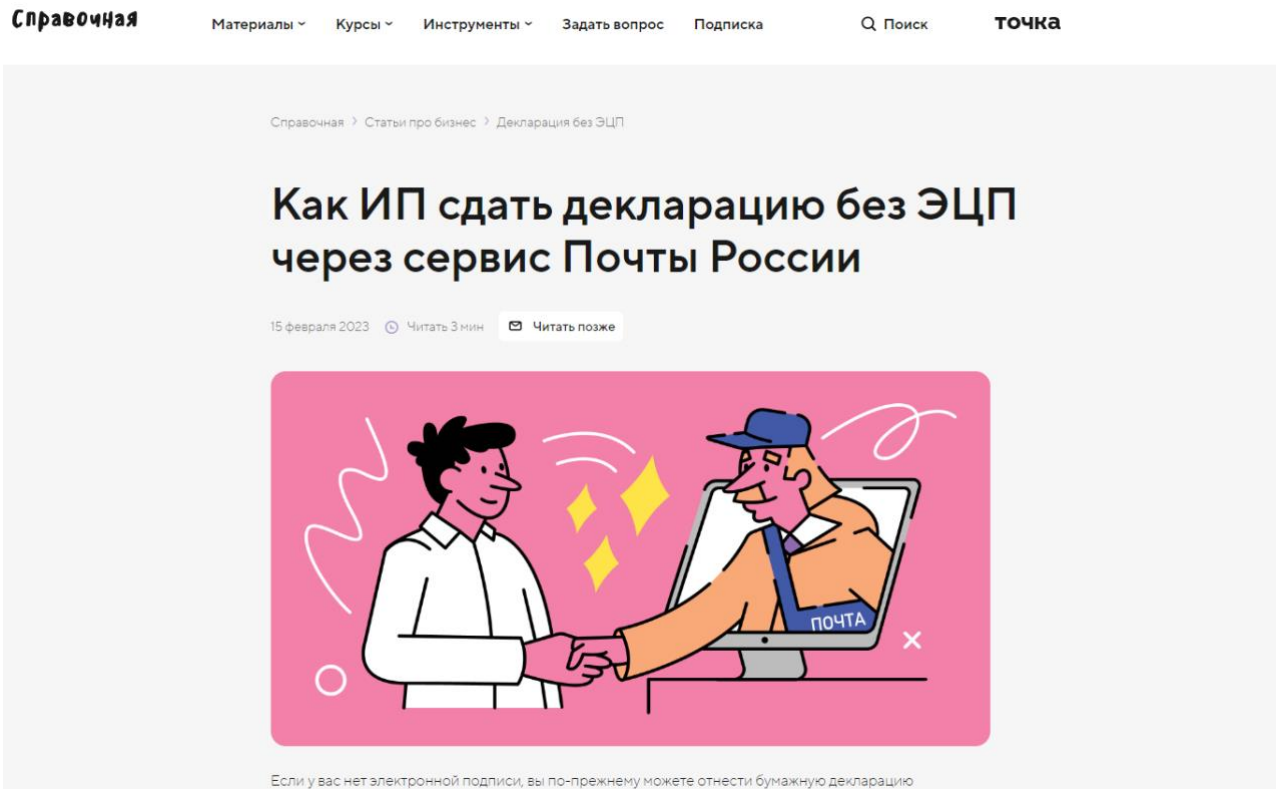 Справочная
Материалы
Курсы
Инструменты
Задать вопрос
Подписка
Поиск
точка
Справочная > Статьи про бизнес > Декларация без ЭЦП
Как ИП сдать декларацию без ЭЦП
через сервис Почты России
15 февраля 2023
Читать 3 мин
Читать позже
ПОЧТА
Если у вас нет электронной подписи, вы по-прежнему можете отнести бумажную декларацию